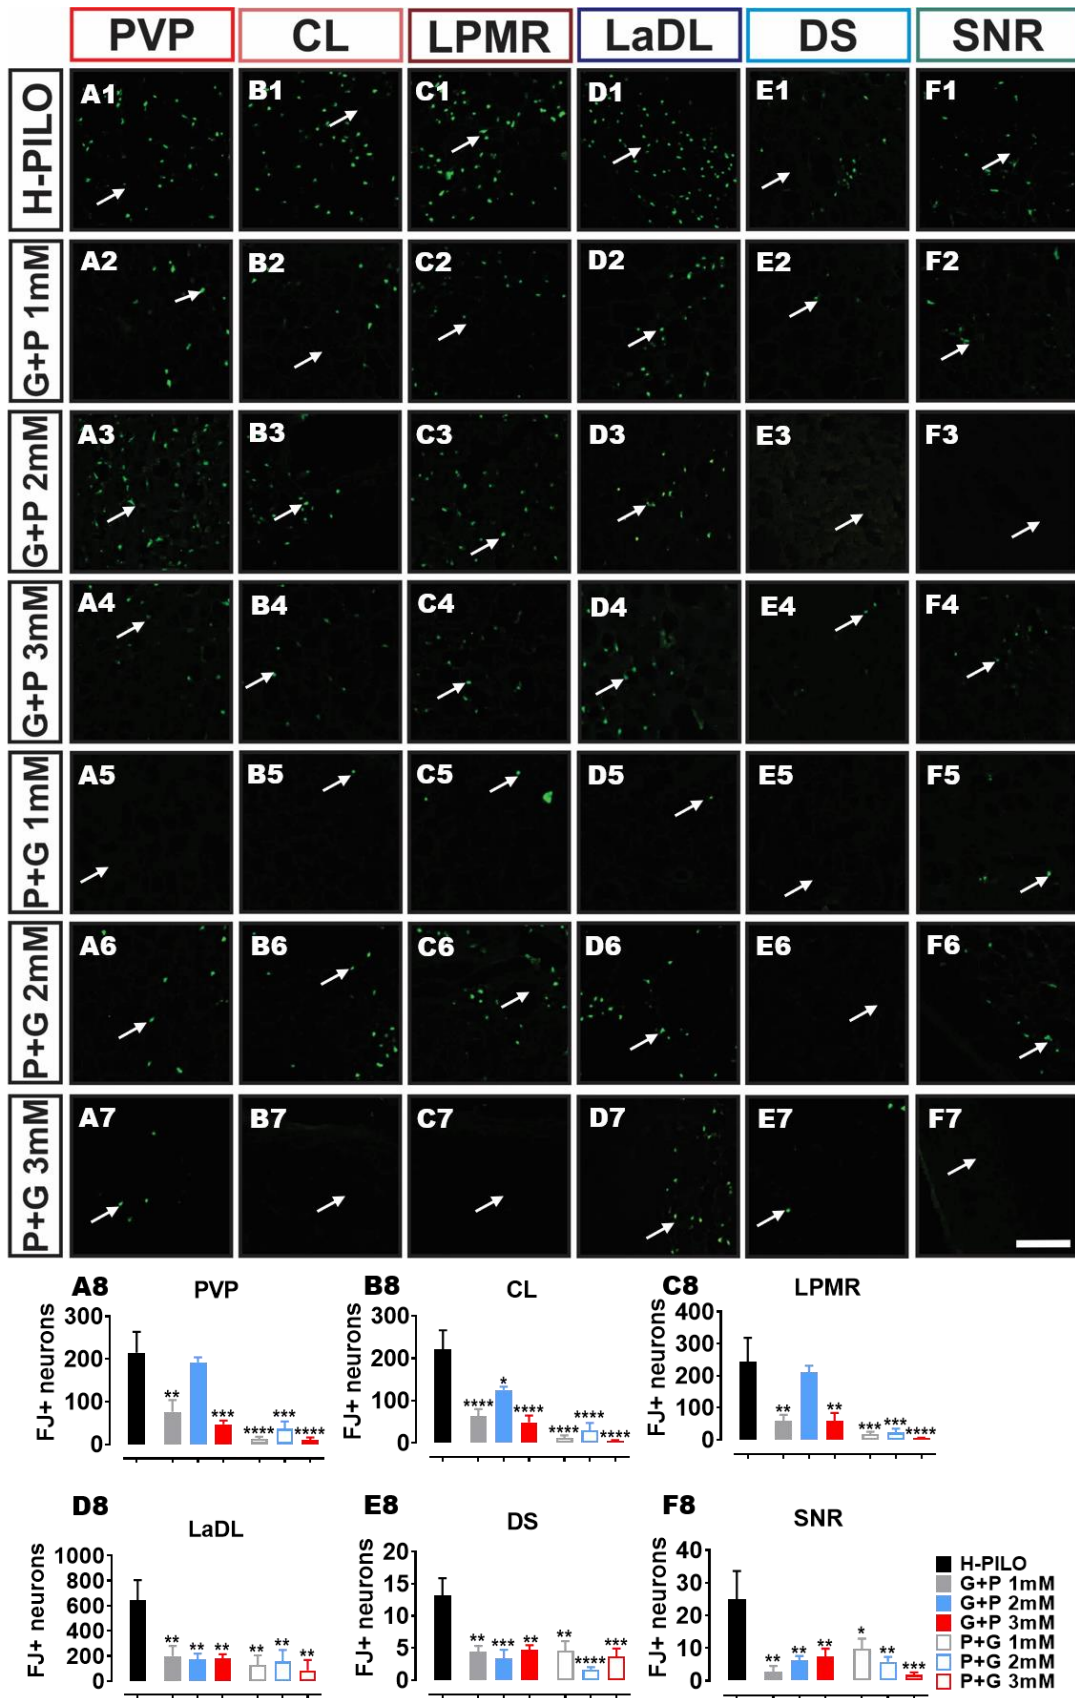 PVP CL LPMR LaDL DS SNR
H-PILO
A1 B1 C1 D1 E1 F1
G+P 1mM
A2 B2 C2 D2 E2 F2
G+P 2mM
A3 B3 C3 D3 E3 F3
G+P 3mM
A4 B4 C4 D4 E4 F4
P+G 1mM
A5 B5 C5 D5 E5 F5
P+G 2mM
A6 B6 C6 D6 E6 F6
P+G 3mM
A7 B7 C7 D7 E7 F7
A8
PVP
FJ+ neurons
300
200
100
0
** *** **** *** ****
B8
CL
FJ+ neurons
300
200
100
0
**** * **** **** **** ****
C8
LPMR
FJ+ neurons
400
300
200
100
0
** ** *** *** ****
D8
LaDL
FJ+ neurons
1000
800
600
400
200
0
** ** ** ** ** **
E8
DS
FJ+ neurons
20
15
10
5
0
** *** ** ** **** ***
F8
SNR
FJ+ neurons
40
30
20
10
0
** ** ** * ** ***
H-PILO
G+P 1mM
G+P 2mM
G+P 3mM
P+G 1mM
P+G 2mM
P+G 3mM